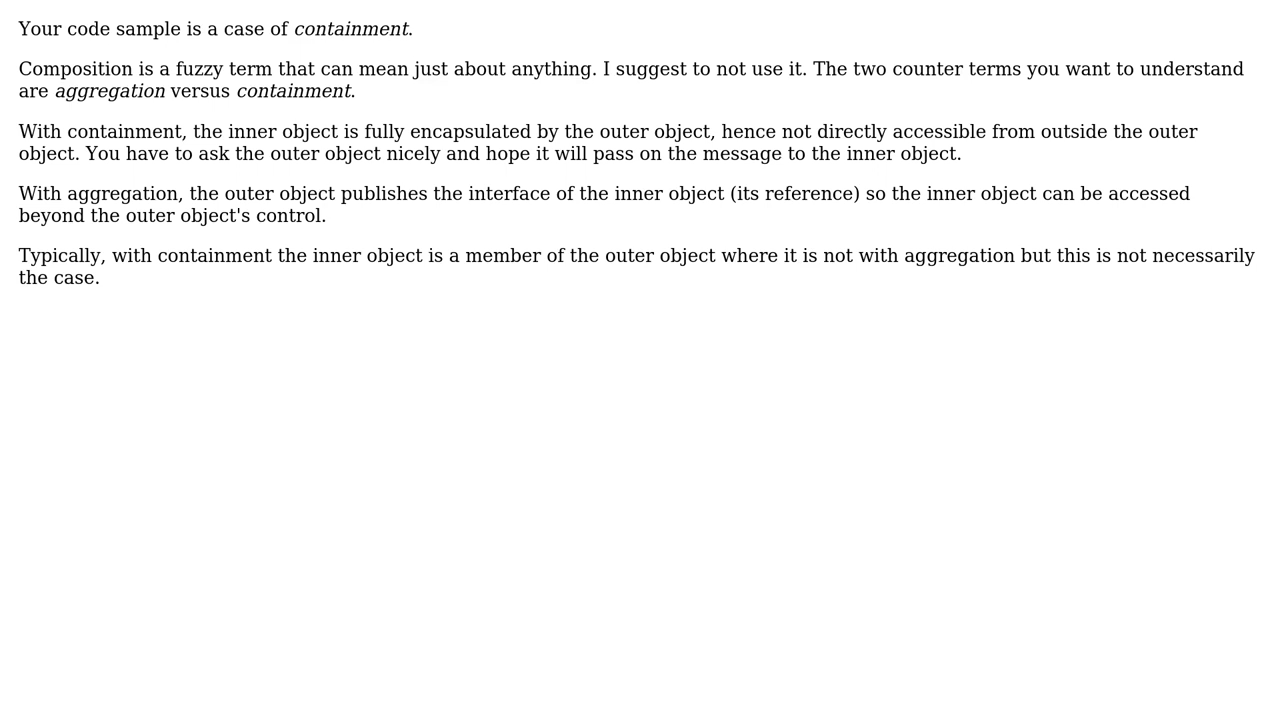 Your code sample is a case of containment.
Composition is a fuzzy term that can mean just about anything. I suggest to not use it. The two counter terms you want to understand
are aggregation versus containment.
With containment, the inner object is fully encapsulated by the outer object, hence not directly accessible from outside the outer
object. You have to ask the outer object nicely and hope it will pass on the message to the inner object.
With aggregation, the outer object publishes the interface of the inner object (its reference) so the inner object can be accessed
beyond the outer object's control.
Typically, with containment the inner object is a member of the outer object where it is not with aggregation but this is not necessarily
the case.